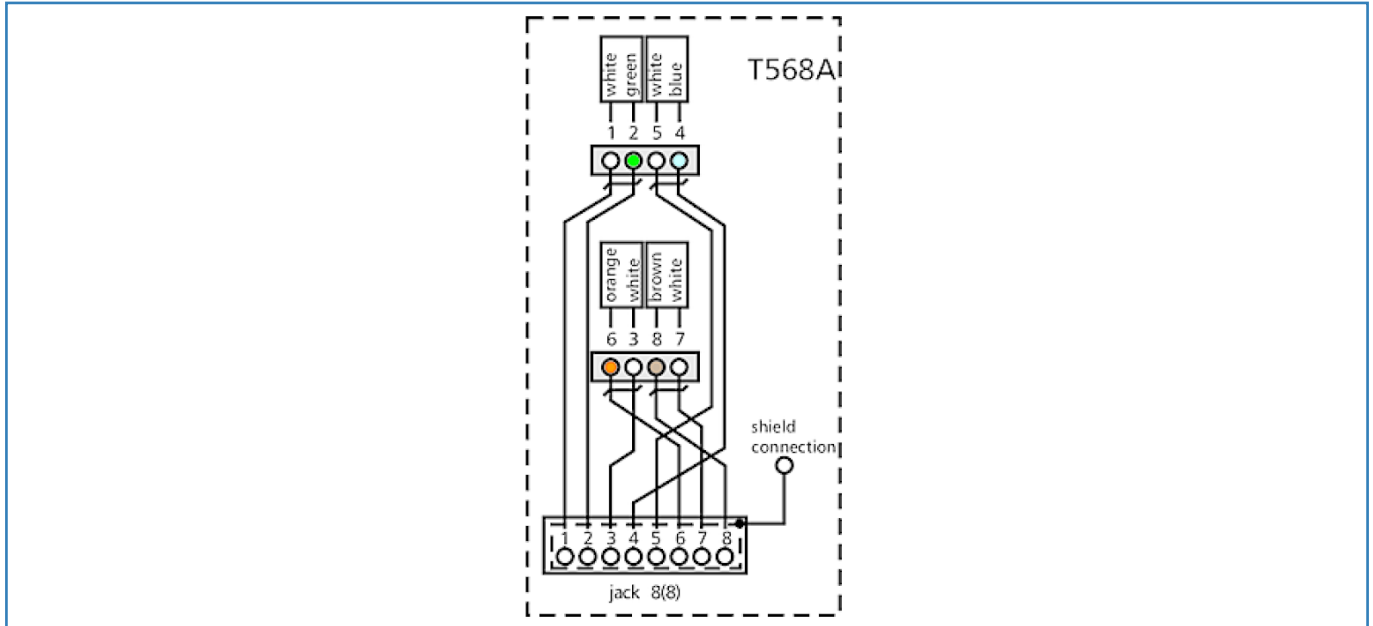 T568A
white
green
white
blue
1 2 5 4
orange
white
brown
white
6 3 8 7
shield
connection
1 2 3 4 5 6 7 8
jack 8(8)